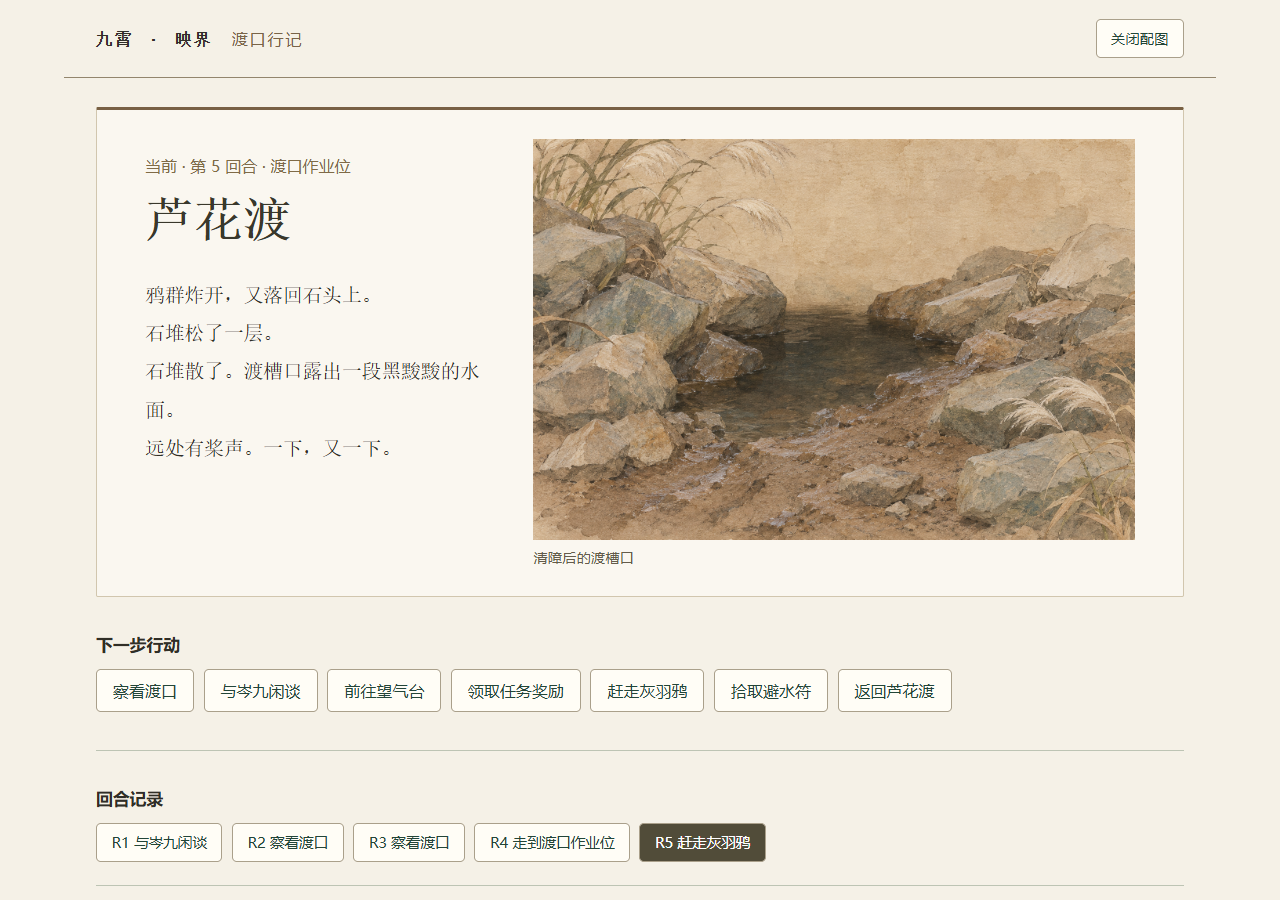 九霄 · 映界 渡口行记
关闭配图
当前 · 第 5 回合 · 渡口作业位
芦花渡
鸦群炸开，又落回石头上。
石堆松了一层。
石堆散了。渡槽口露出一段黑黢黢的水
面。
远处有桨声。一下，又一下。
清障后的渡槽口
下一步行动
察看渡口
与岑九闲谈
前往望气台
领取任务奖励
赶走灰羽鸦
拾取避水符
返回芦花渡
回合记录
R1 与岑九闲谈
R2 察看渡口
R3 察看渡口
R4 走到渡口作业位
R5 赶走灰羽鸦